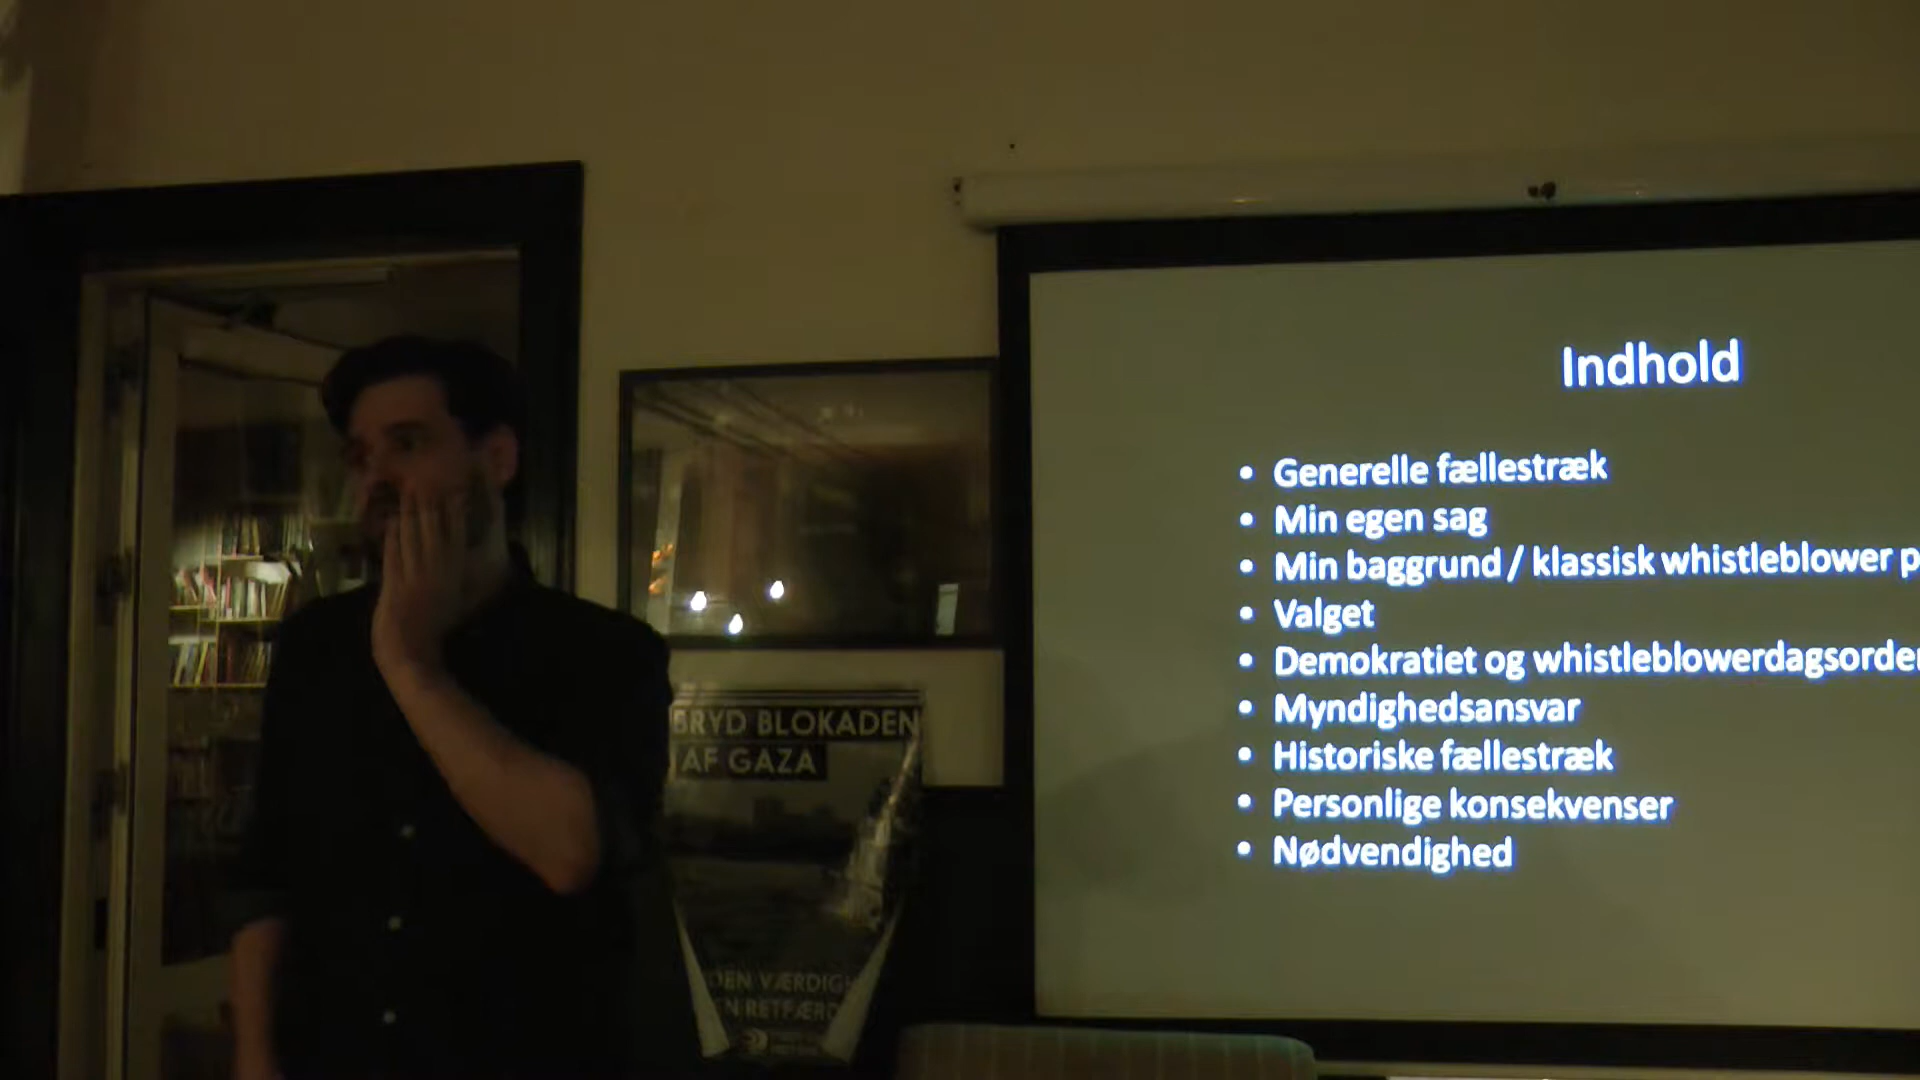 Indhold
• Generelle fællestræk
• Min egen sag
• Min baggrund / klassisk whistleblower
• Valget
• Demokratiet og whistleblowerdagsorden
• Myndighedsansvar
• Historiske fællestræk
• Personlige konsekvenser
• Nødvendighed
BRYD BLOKADEN
AF GAZA